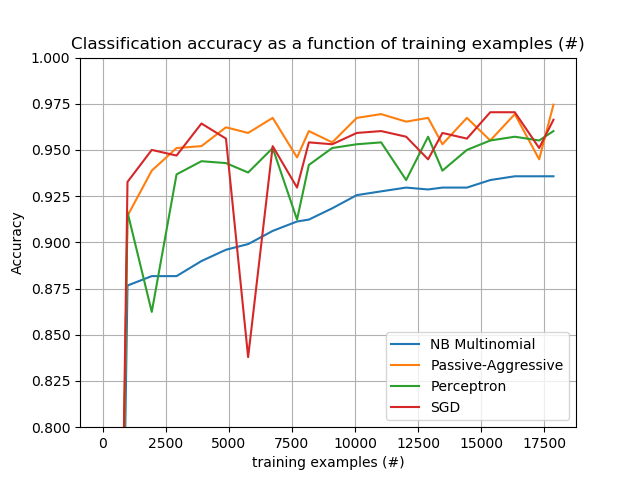 Classification accuracy as a function of training examples (#)
1.000
0.975
0.950
0.925
0.900
0.875
0.850
0.825
0.800
Accuracy
NB Multinomial
Passive-Aggressive
Perceptron
SGD
0 2500 5000 7500 10000 12500 15000 17500
training examples (#)